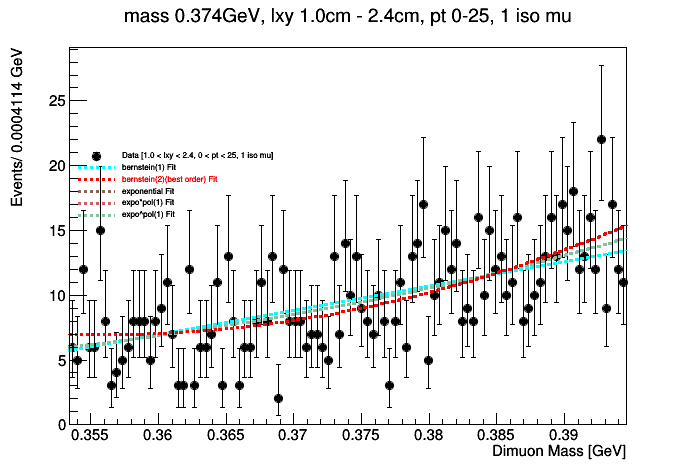 mass 0.374GeV, lxy 1.0cm - 2.4cm, pt 0-25, 1 iso mu
Events/ 0.0004114 GeV
25
20
15
10
5
0
Data [1.0 < lxy < 2.4, 0 < pt < 25, 1 iso mu]
bernstein(1) Fit
bernstein(2)(best order) Fit
exponential Fit
expo*pol(1) Fit
expo^pol(1) Fit
0.355 0.36 0.365 0.37 0.375 0.38 0.385 0.39
Dimuon Mass [GeV]